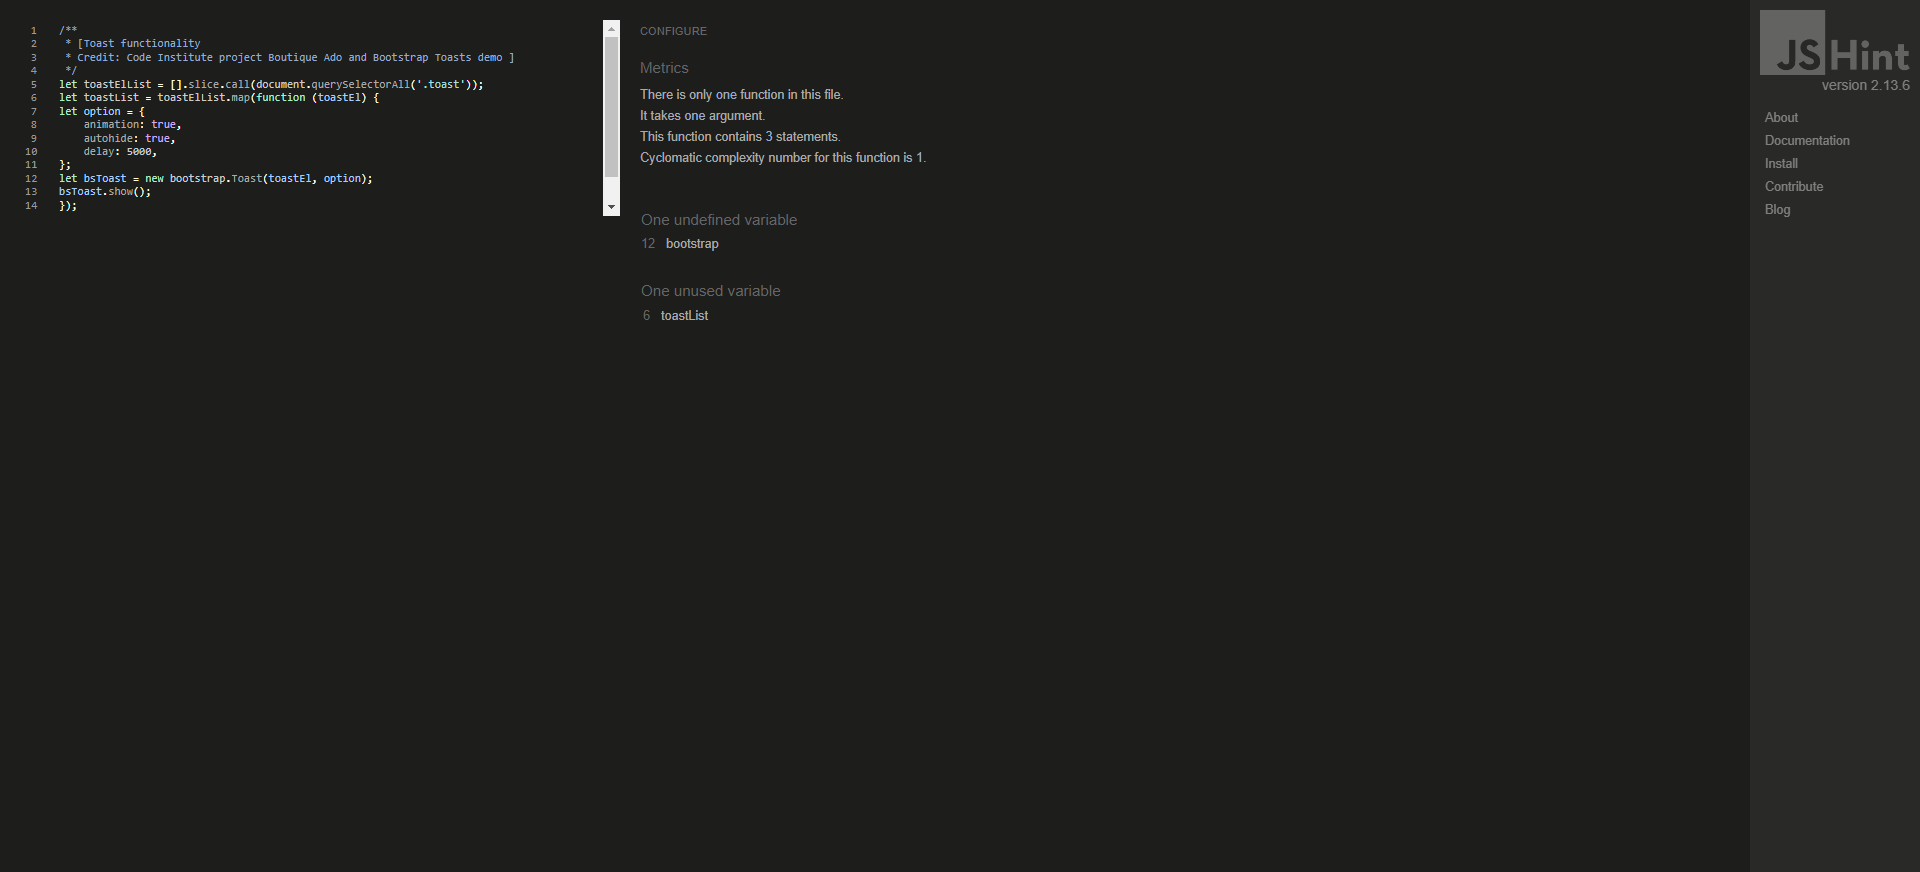 1 /**
2 * [Toast functionality
3 * Credit: Code Institute project Boutique Ado and Bootstrap Toasts demo ]
4 */
5 let toastElList = [].slice.call(document.querySelectorAll('.toast'));
6 let toastList = toastElList.map(function (toastEl) {
7 let option = {
8 animation: true,
9 autohide: true,
10 delay: 5000,
11 };
12 let bsToast = new bootstrap.Toast(toastEl, option);
13 bsToast.show();
14 });
CONFIGURE
Metrics
There is only one function in this file.
It takes one argument.
This function contains 3 statements.
Cyclomatic complexity number for this function is 1.
One undefined variable
12 bootstrap
One unused variable
6 toastList
JSHint
version 2.13.6
About
Documentation
Install
Contribute
Blog